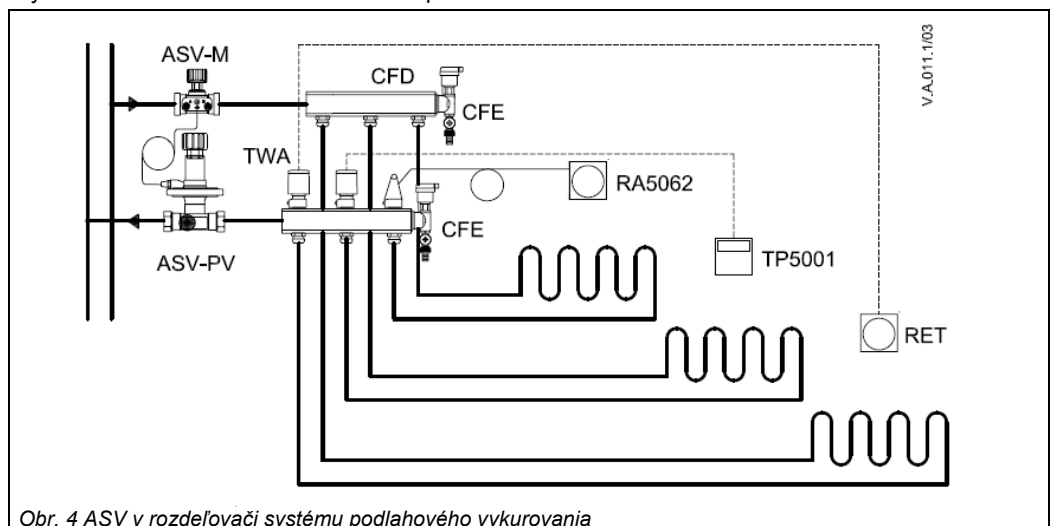 ASV-M
CFD
CFE
V.A.011.1/03
TWA
RA5062
CFE
TP5001
ASV-PV
RET
Obr. 4 ASV v rozdeľovači systému podlahového vykurovania